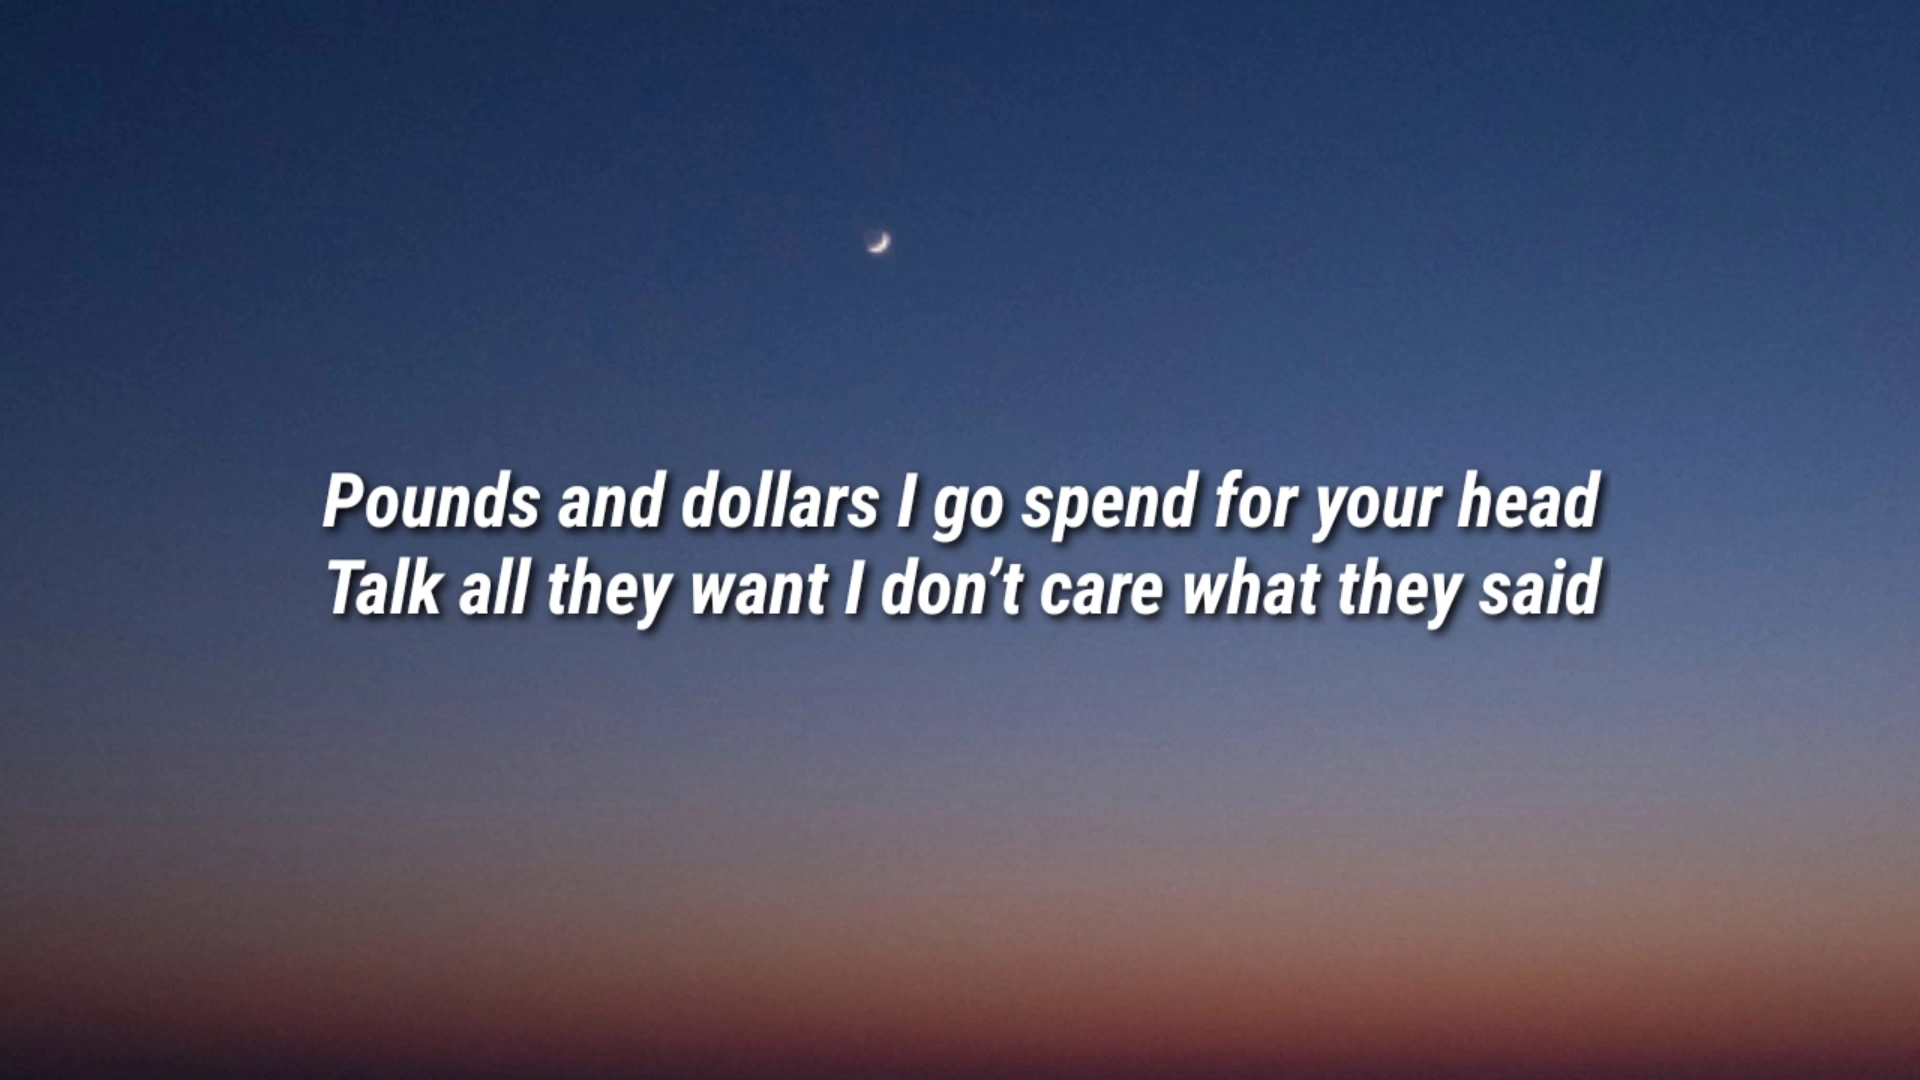 Pounds and dollars I go spend for your head
Talk all they want I don’t care what they said